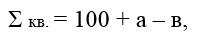 Σ кв. = 100 + а – в,